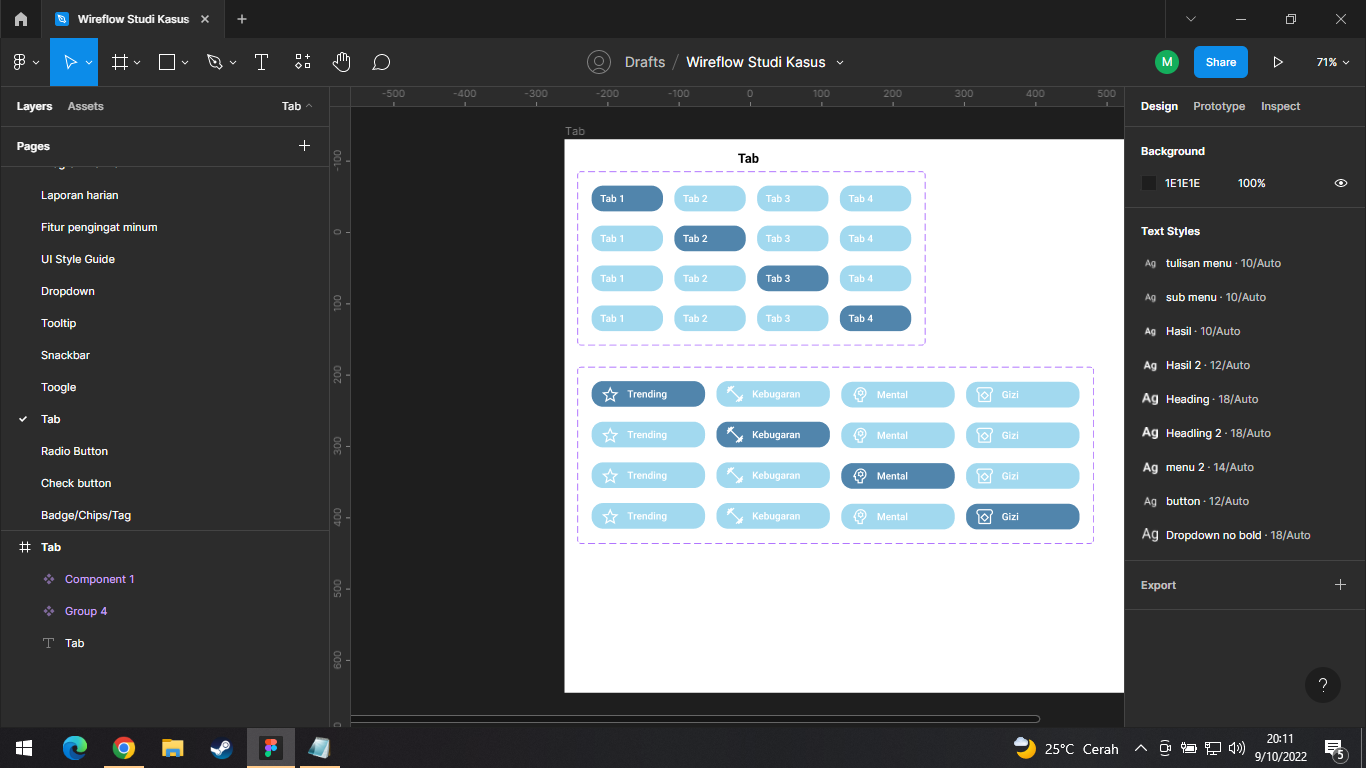 Wireflow Studi Kasus
Drafts / Wireflow Studi Kasus
M
Share
71%
Layers
Assets
Tab
Pages
Laporan harian
Fitur pengingat minum
UI Style Guide
Dropdown
Tooltip
Snackbar
Toogle
Tab
Radio Button
Check button
Badge/Chips/Tag
Tab
Component 1
Group 4
Tab
-500 -400 -300 -200 -100 0 100 200 300 400 500
-100
0
100
200
300
400
500
600
Tab
Tab
Tab 1 Tab 2 Tab 3 Tab 4
Tab 1 Tab 2 Tab 3 Tab 4
Tab 1 Tab 2 Tab 3 Tab 4
Tab 1 Tab 2 Tab 3 Tab 4
Trending Kebugaran Mental Gizi
Trending Kebugaran Mental Gizi
Trending Kebugaran Mental Gizi
Trending Kebugaran Mental Gizi
Design Prototype Inspect
Background
1E1E1E 100%
Text Styles
Ag tulisan menu · 10/Auto
Ag sub menu · 10/Auto
Ag Hasil · 10/Auto
Ag Hasil 2 · 12/Auto
Ag Heading · 18/Auto
Ag Headling 2 · 18/Auto
Ag menu 2 · 14/Auto
Ag button · 12/Auto
Ag Dropdown no bold · 18/Auto
Export
?
25°C Cerah
20:11
9/10/2022
5